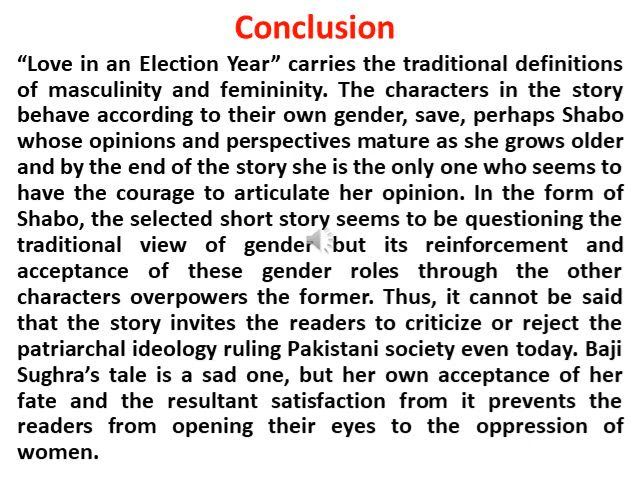 Conclusion
“Love in an Election Year” carries the traditional definitions
of masculinity and femininity. The characters in the story
behave according to their own gender, save, perhaps Shabo
whose opinions and perspectives mature as she grows older
and by the end of the story she is the only one who seems to
have the courage to articulate her opinion. In the form of
Shabo, the selected short story seems to be questioning the
traditional view of gender but its reinforcement and
acceptance of these gender roles through the other
characters overpowers the former. Thus, it cannot be said
that the story invites the readers to criticize or reject the
patriarchal ideology ruling Pakistani society even today. Baji
Sughra’s tale is a sad one, but her own acceptance of her
fate and the resultant satisfaction from it prevents the
readers from opening their eyes to the oppression of
women.